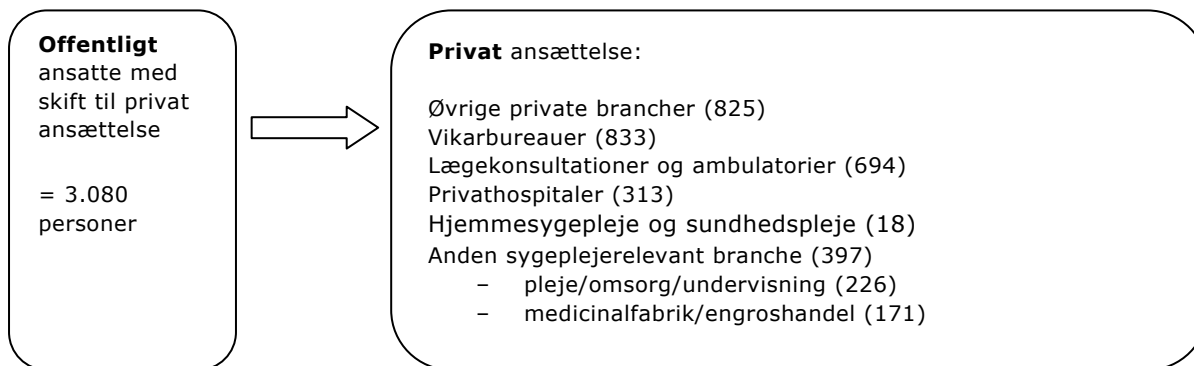 Offentligt
ansatte med
skift til privat
ansættelse
= 3.080
personer
Privat ansættelse:
Øvrige private brancher (825)
Vikarbureauer (833)
Lægekonsultationer og ambulatorier (694)
Privathospitaler (313)
Hjemmesygepleje og sundhedspleje (18)
Anden sygeplejerelevant branche (397)
– pleje/omsorg/undervisning (226)
– medicinalfabrik/engroshandel (171)